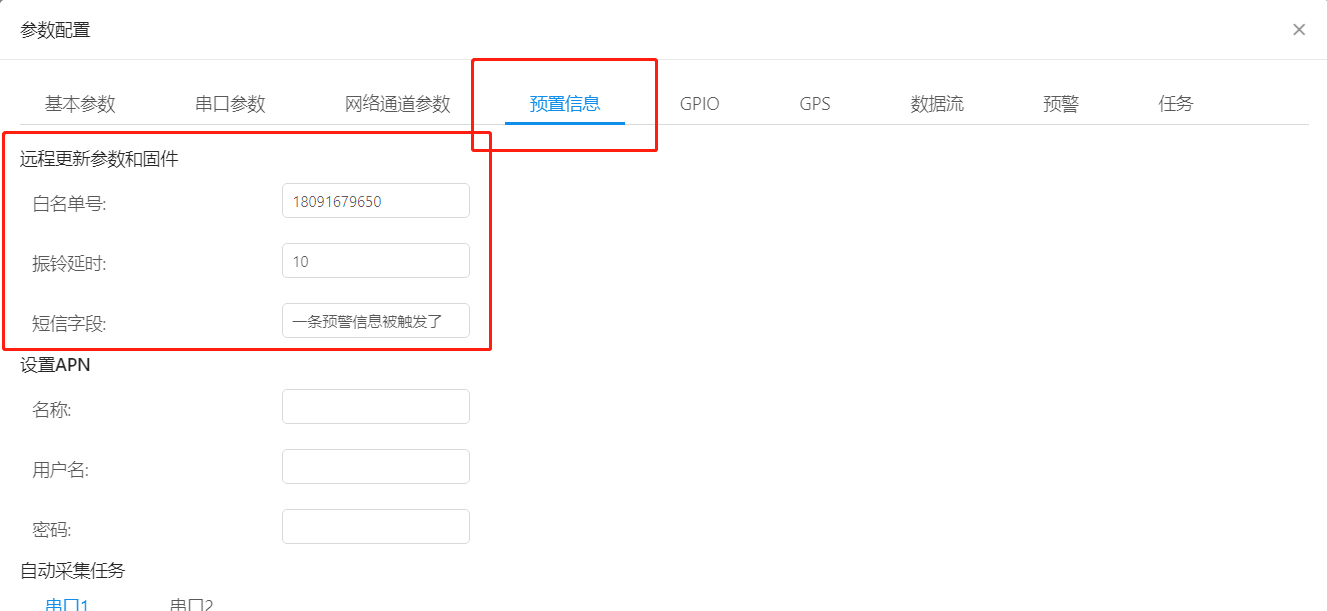 参数配置
基本参数 串口参数 网络通道参数 预置信息 GPIO GPS 数据流 预警 任务
远程更新参数和固件
白名单号: 18091679650
振铃延时: 10
短信字段: 一条预警信息被触发了
设置APN
名称:
用户名:
密码:
自动采集任务
串口1 串口2